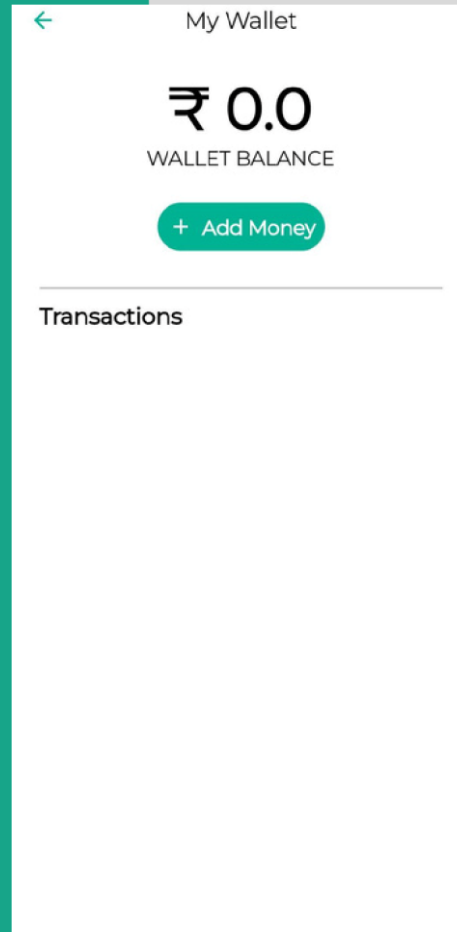 My Wallet
₹ 0.0
WALLET BALANCE
+ Add Money
Transactions